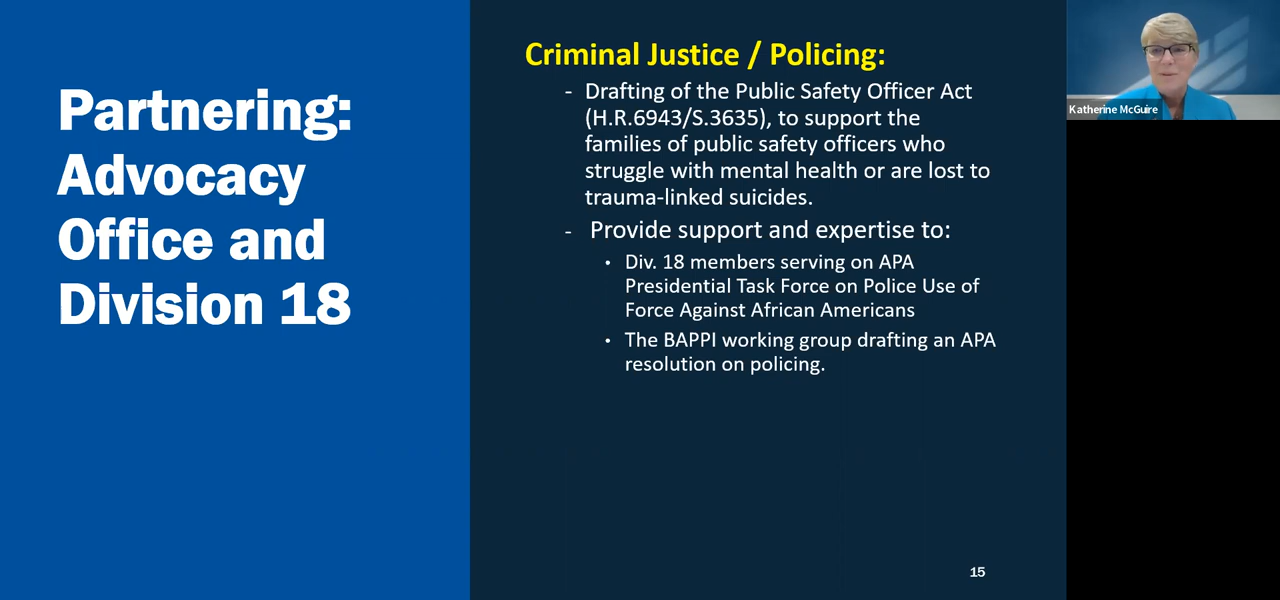 Partnering:
Advocacy
Office and
Division 18
Criminal Justice / Policing:
- Drafting of the Public Safety Officer Act
(H.R.6943/S.3635), to support the
families of public safety officers who
struggle with mental health or are lost to
trauma-linked suicides.
- Provide support and expertise to:
• Div. 18 members serving on APA
Presidential Task Force on Police Use of
Force Against African Americans
• The BAPPI working group drafting an APA
resolution on policing.
15
Katherine McGuire